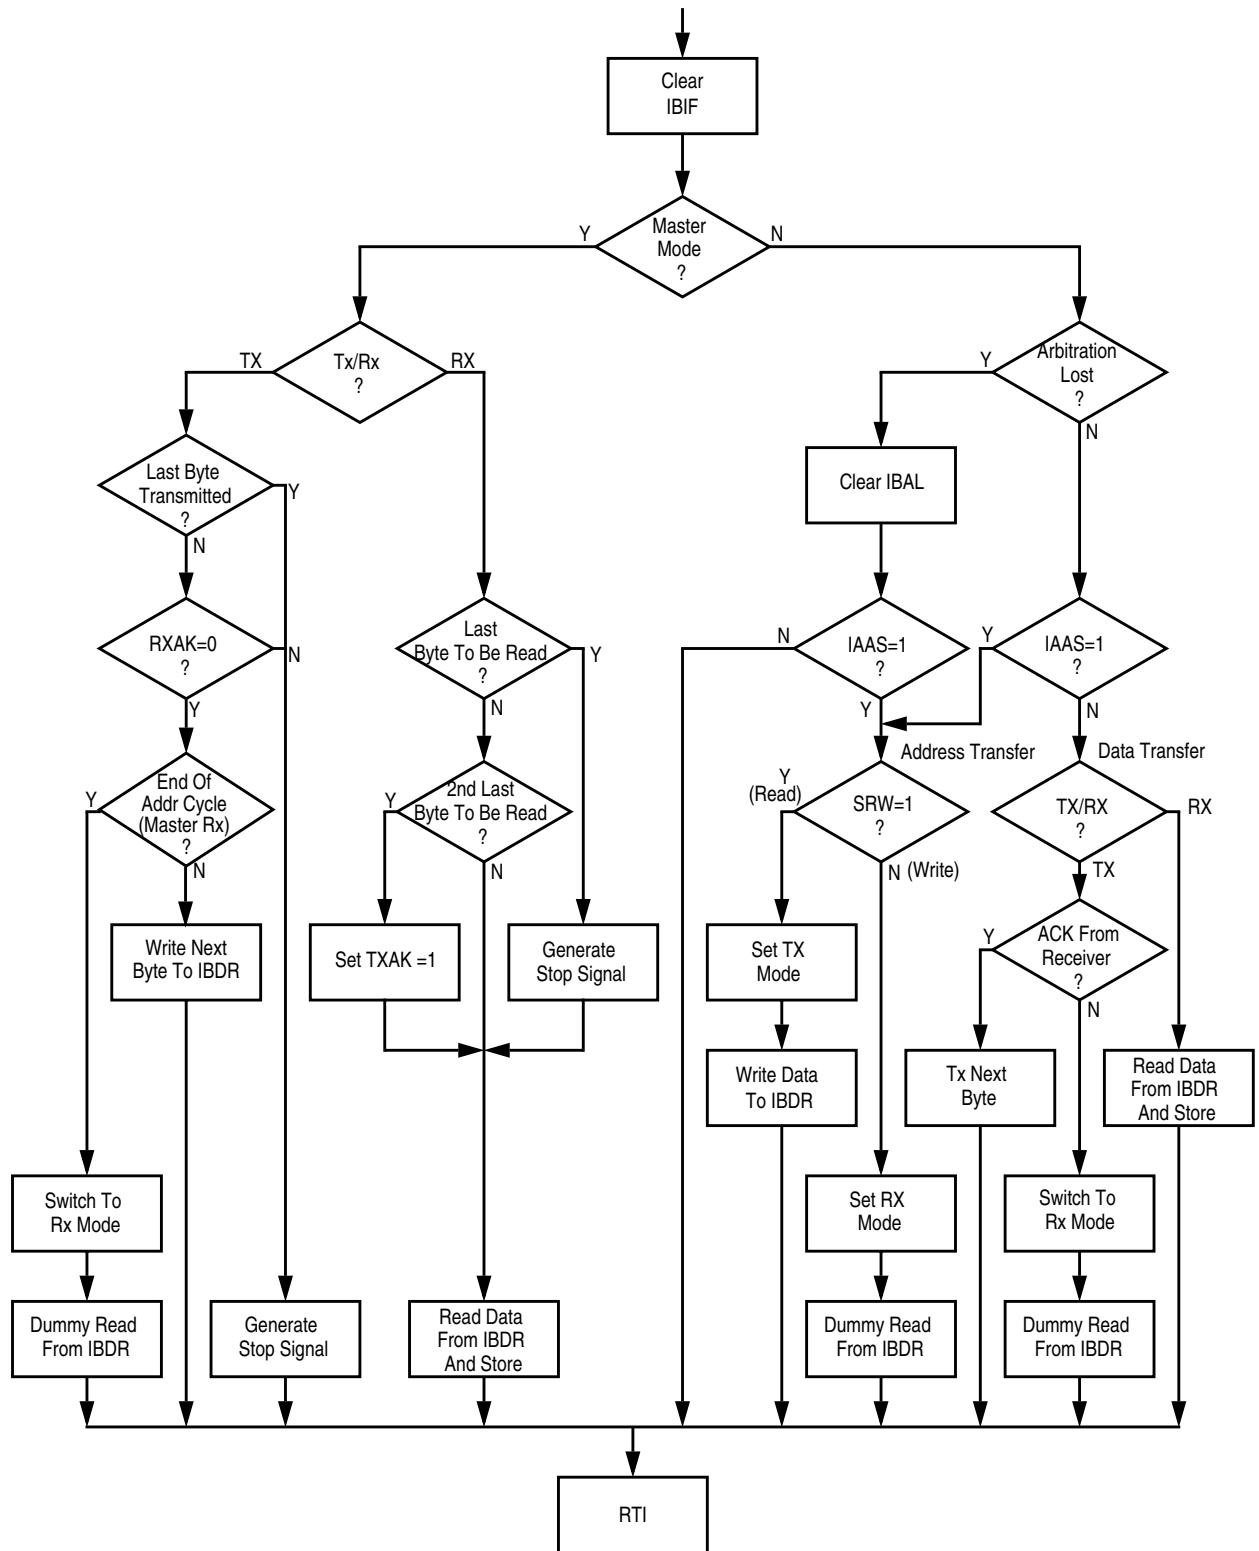 Clear
IBIF
Master
Mode
?
Y
N
Tx/Rx
?
TX
RX
Arbitration
Lost
?
Y
N
Last Byte
Transmitted
?
Y
N
Clear IBAL
RXAK=0
?
N
Y
Last
Byte To Be Read
?
Y
N
IAAS=1
?
N
Y
IAAS=1
?
Y
N
Address Transfer
Data Transfer
End Of
Addr Cycle
(Master Rx)
?
Y
N
2nd Last
Byte To Be Read
?
Y
N
Y
(Read)
SRW=1
?
N (Write)
TX/RX
?
RX
TX
Write Next
Byte To IBDR
Set TXAK =1
Generate
Stop Signal
Set TX
Mode
ACK From
Receiver
?
Y
N
Write Data
To IBDR
Tx Next
Byte
Read Data
From IBDR
And Store
Switch To
Rx Mode
Set RX
Mode
Switch To
Rx Mode
Dummy Read
From IBDR
Generate
Stop Signal
Read Data
From IBDR
And Store
Dummy Read
From IBDR
Dummy Read
From IBDR
RTI